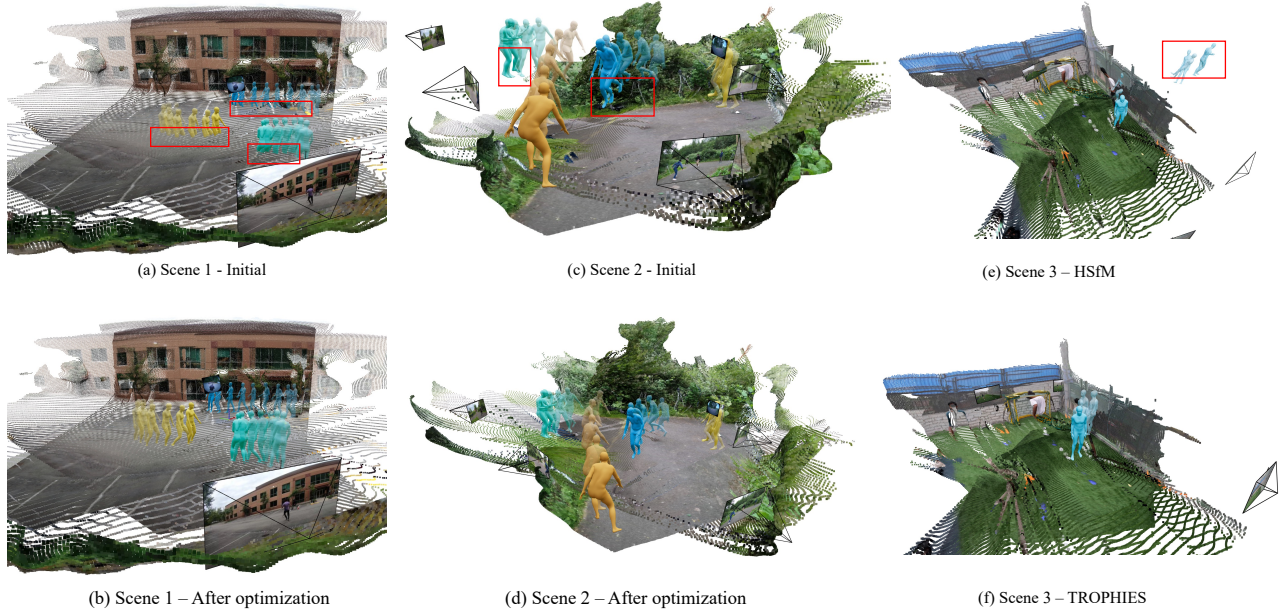 (a) Scene 1 - Initial
(c) Scene 2 - Initial
(e) Scene 3 – HSfM
(b) Scene 1 – After optimization
(d) Scene 2 – After optimization
(f) Scene 3 – TROPHIES